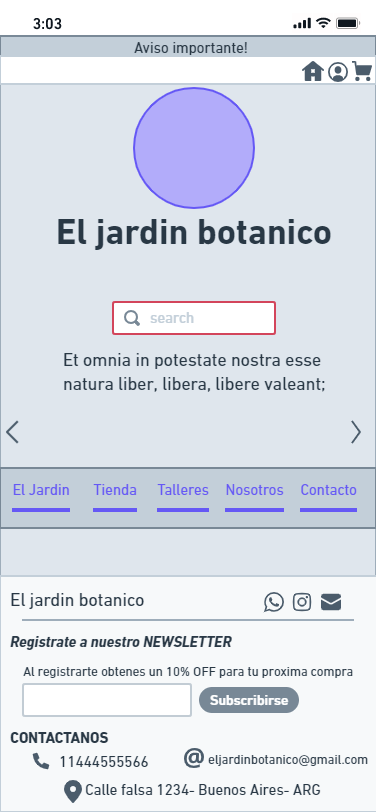 3:03
Aviso importante!
El jardin botanico
search
Et omnia in potestate nostra esse
natura liber, libera, libere valeant;
El Jardin Tienda Talleres Nosotros Contacto
El jardin botanico
Registrate a nuestro NEWSLETTER
Al registrarte obtenes un 10% OFF para tu proxima compra
Subscribirse
CONTACTANOS
11444555566 eljardinbotanico@gmail.com
Calle falsa 1234- Buenos Aires- ARG